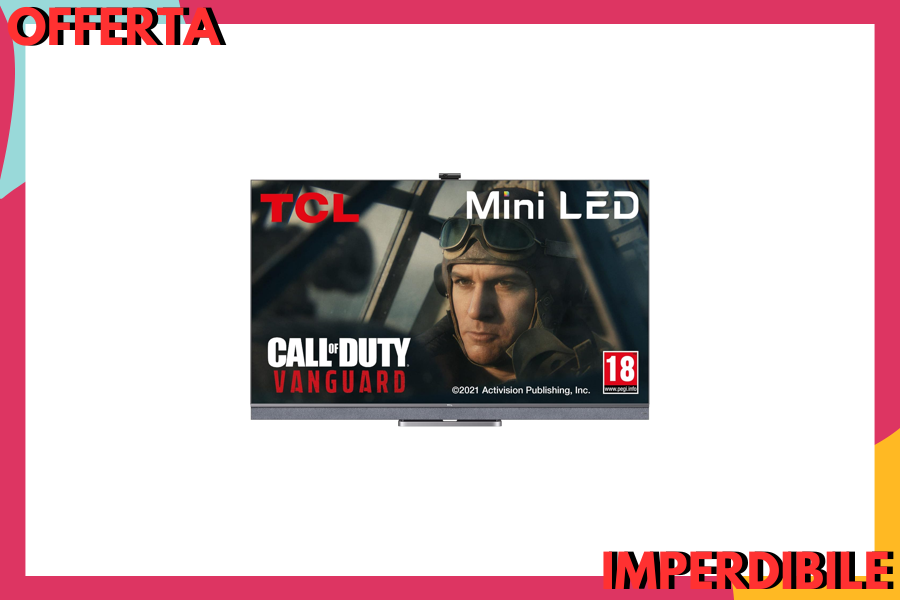 OFFERTA
TCL
Mini LED
CALL OF DUTY
VANGUARD
18
www.pegi.info
©2021 Activision Publishing, Inc.
IMPERDIBILE